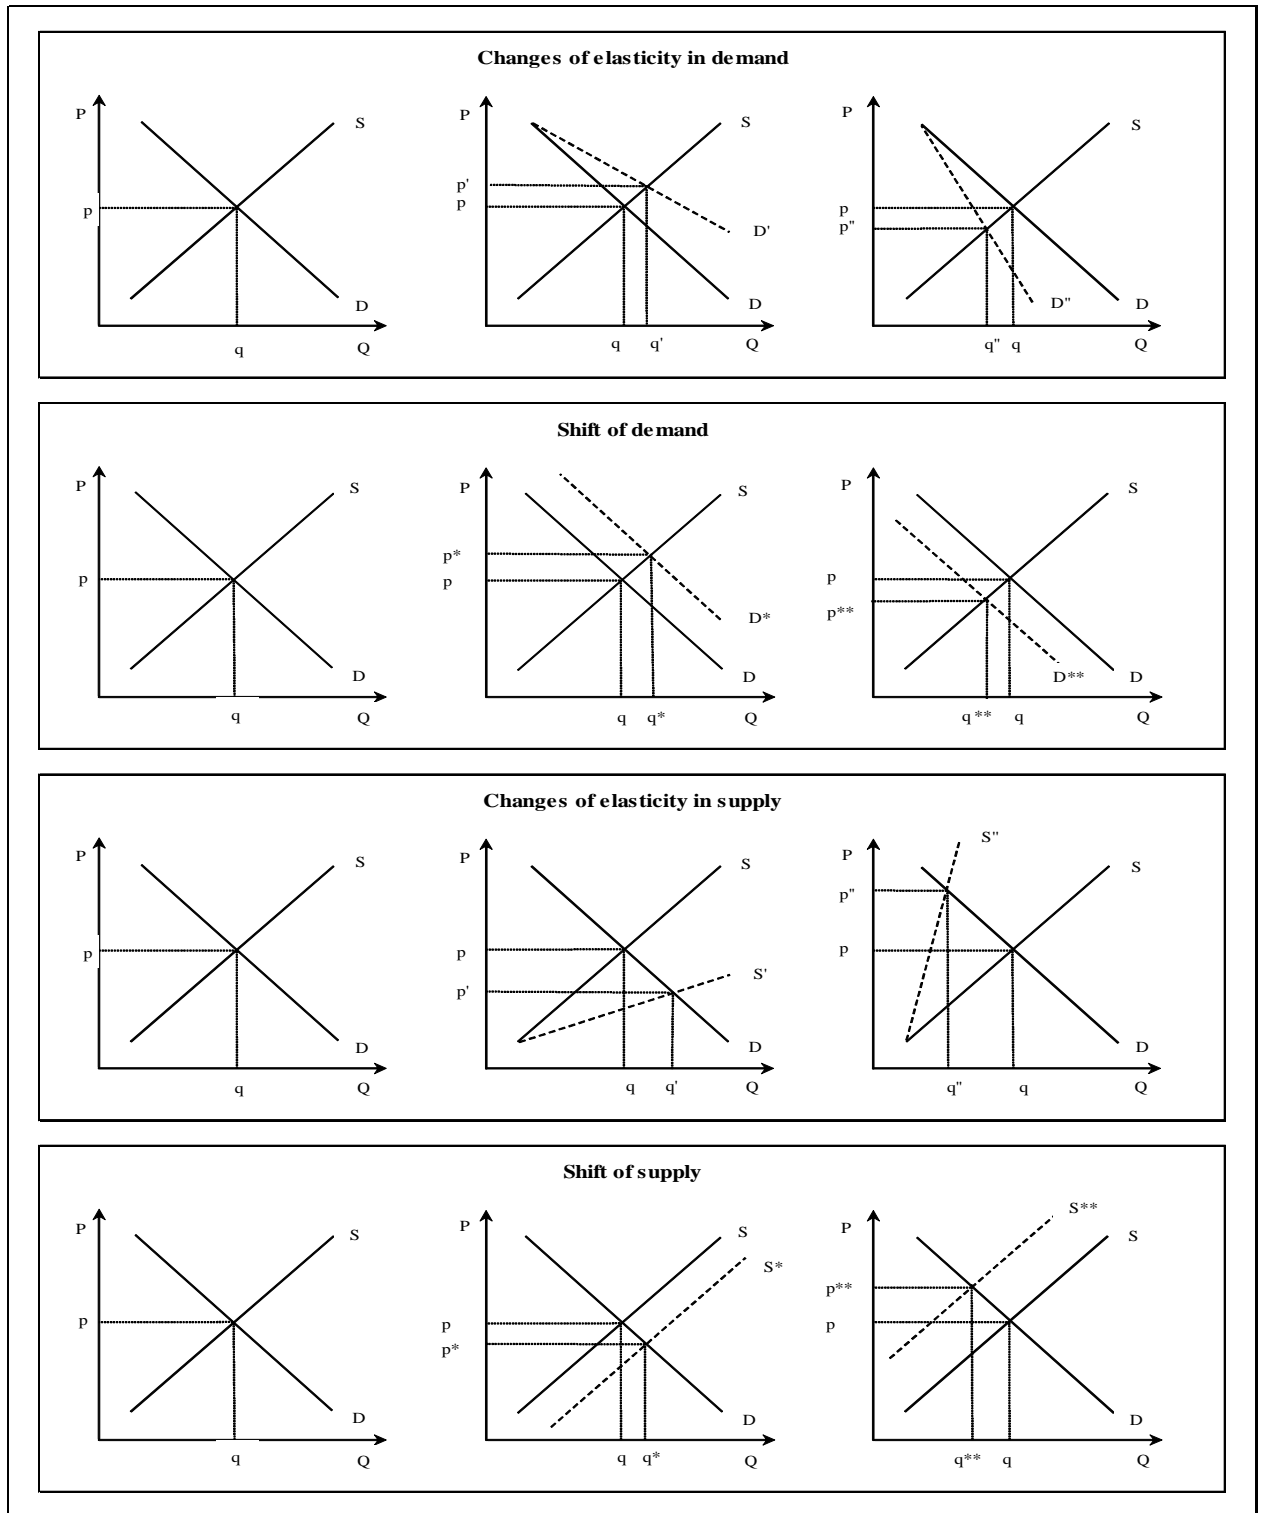 Changes of elasticity in demand
P
S
p
D
q
Q
P
S
p'
p
D'
D
q
q'
Q
P
S
p
p"
D"
D
q"
q
Q
Shift of demand
P
S
p
D
q
Q
P
S
p*
p
D*
D
q
q*
Q
P
S
p
p**
D**
D
q**
q
Q
Changes of elasticity in supply
P
S
p
D
q
Q
P
S
p
S'
p'
D
q
q'
Q
S"
P
S
p"
p
D
q"
q
Q
Shift of supply
P
S
p
D
q
Q
P
S
S*
p
p*
D
q
q*
Q
S**
P
S
p**
p
D
q**
q
Q